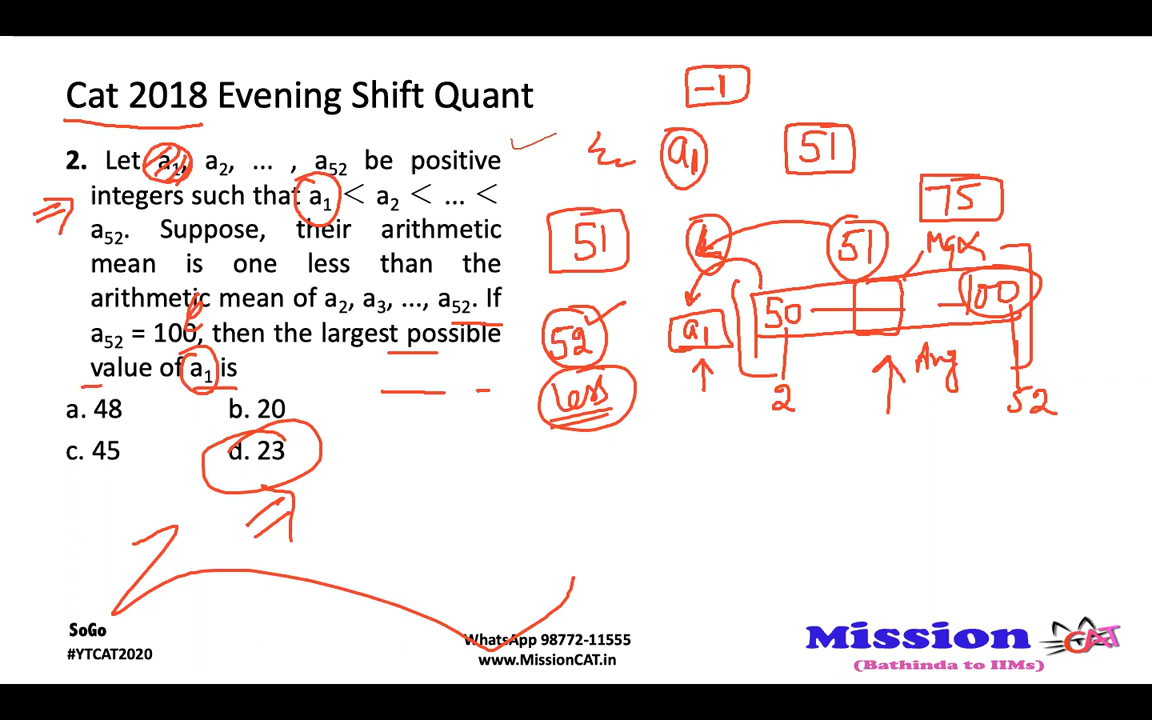 Cat 2018 Evening Shift Quant
2. Let a1, a2, ... , a52 be positive
integers such that a1 < a2 < ... <
a52. Suppose, their arithmetic
mean is one less than the
arithmetic mean of a2, a3, ..., a52. If
a52 = 100, then the largest possible
value of a1 is
a. 48 b. 20
c. 45 d. 23
-1
a1 51
75
51 51 Max
50 100
a1
52 Avg
less 2 52
SoGo
#YTCAT2020
WhatsApp 98772-11555
www.MissionCAT.in
Mission CAT
(Bathinda to IIMs)